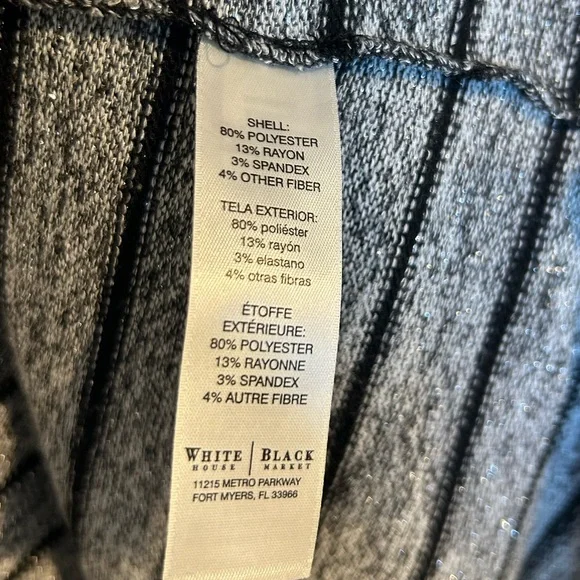 SHELL:
80% POLYESTER
13% RAYON
3% SPANDEX
4% OTHER FIBER
TELA EXTERIOR:
80% poliéster
13% rayón
3% elastano
4% otras fibras
ÉTOFFE
EXTÉRIEURE:
80% POLYESTER
13% RAYONNE
3% SPANDEX
4% AUTRE FIBRE
WHITE | BLACK
HOUSE | MARKET
11215 METRO PARKWAY
FORT MYERS, FL 33966